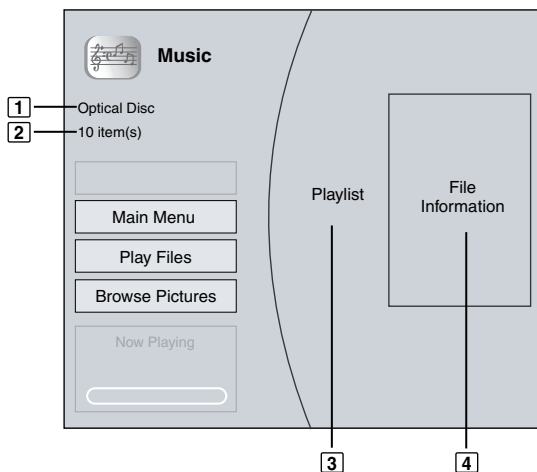 Music
1
Optical Disc
2
10 item(s)
Main Menu
Play Files
Browse Pictures
Now Playing
Playlist
File
Information
3
4